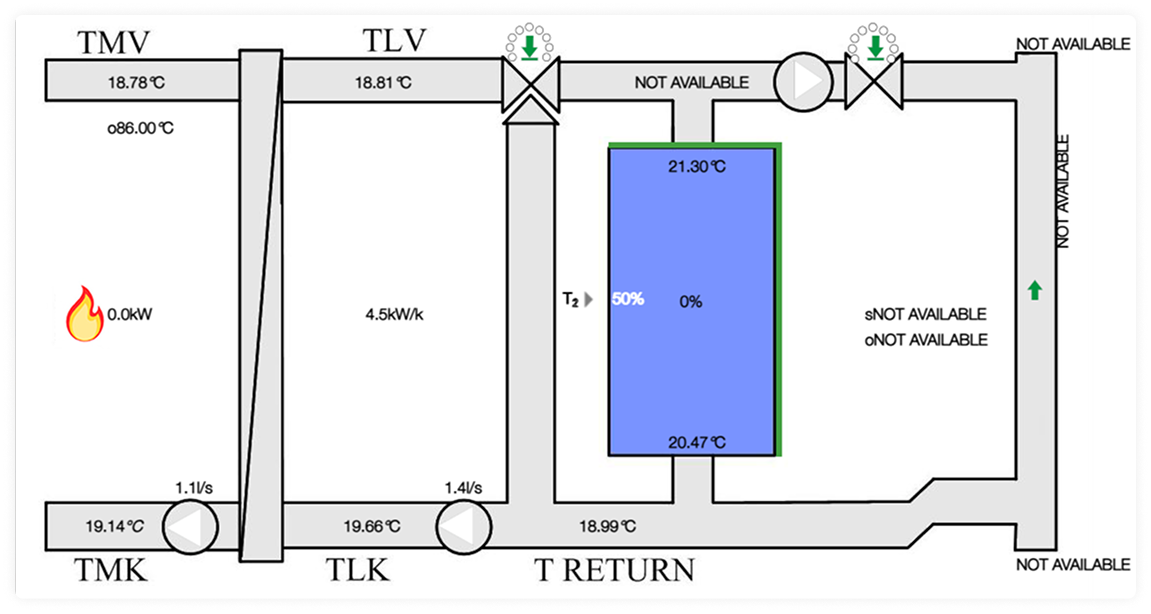 TMV
TLV
NOT AVAILABLE
18.78°C
18.81°C
NOT AVAILABLE
o86.00°C
NOT AVAILABLE
21.30°C
0.0kW
4.5kW/k
T2
50%
0%
sNOT AVAILABLE
oNOT AVAILABLE
20.47°C
1.1l/s
1.4l/s
19.14°C
19.66°C
18.99°C
TMK
TLK
T RETURN
NOT AVAILABLE